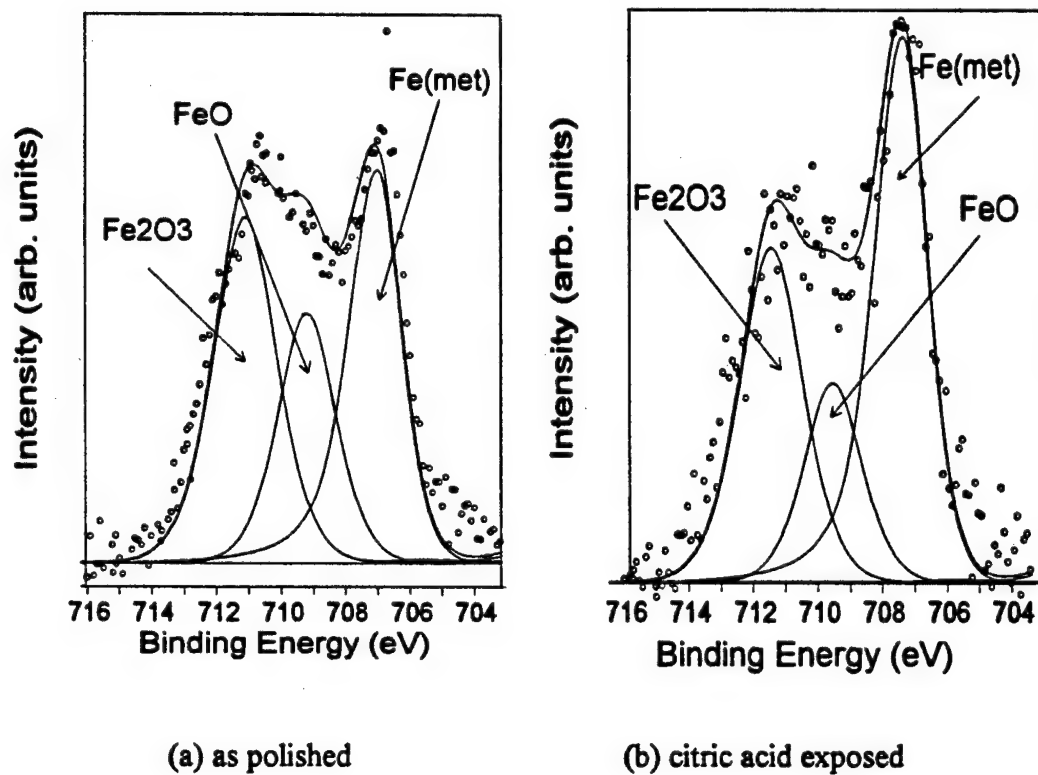 Intensity (arb. units)
FeO
Fe(met)
Fe2O3
716 714 712 710 708 706 704
Binding Energy (eV)
(a) as polished
Intensity (arb. units)
Fe(met)
Fe2O3
FeO
716 714 712 710 708 706 704
Binding Energy (eV)
(b) citric acid exposed